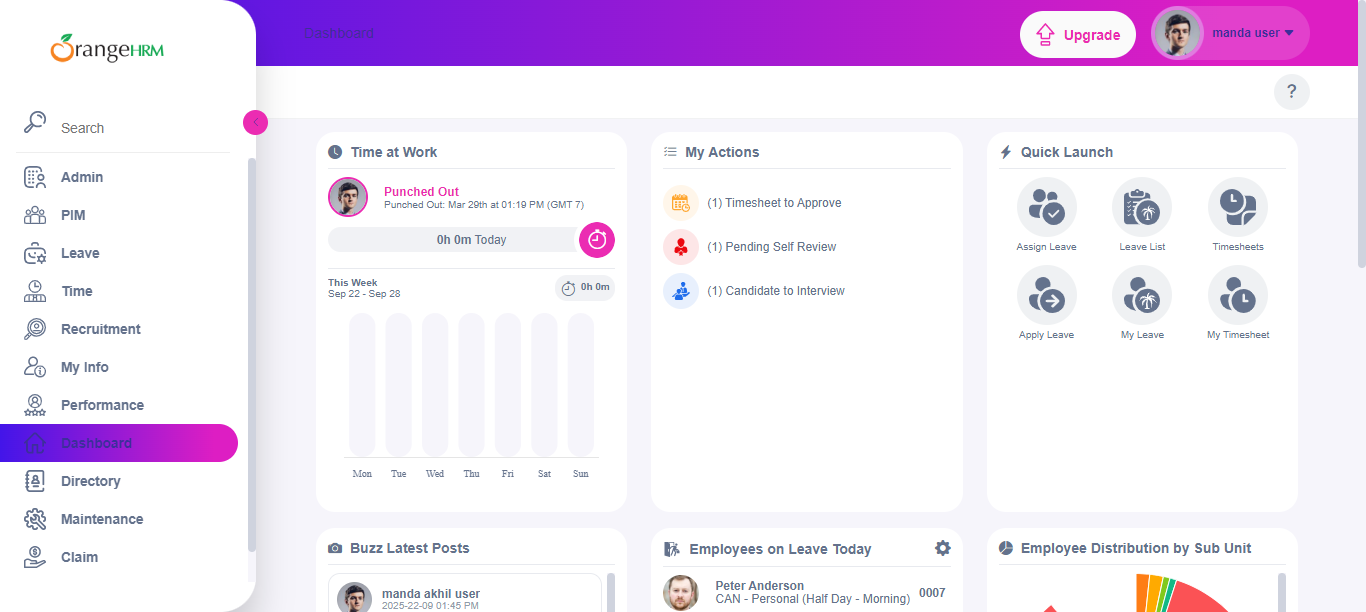 OrangeHRM
Search
Admin
PIM
Leave
Time
Recruitment
My Info
Performance
Dashboard
Directory
Maintenance
Claim
Dashboard
Upgrade
manda user
?
Time at Work
Punched Out
Punched Out: Mar 29th at 01:19 PM (GMT 7)
0h 0m Today
This Week
Sep 22 - Sep 28
0h 0m
Mon Tue Wed Thu Fri Sat Sun
My Actions
(1) Timesheet to Approve
(1) Pending Self Review
(1) Candidate to Interview
Quick Launch
Assign Leave Leave List Timesheets
Apply Leave My Leave My Timesheet
Buzz Latest Posts
manda akhil user
2025-22-09 01:45 PM
Employees on Leave Today
Peter Anderson
CAN - Personal (Half Day - Morning) 0007
Employee Distribution by Sub Unit